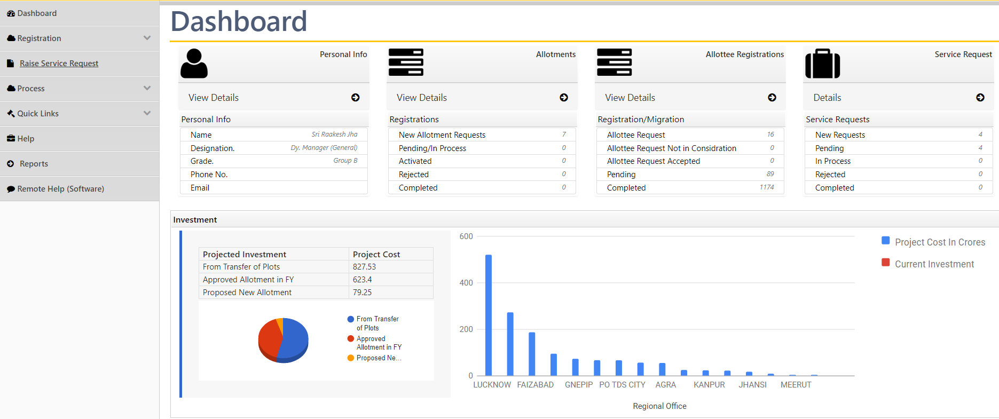 Dashboard
Registration
Raise Service Request
Process
Quick Links
Help
Reports
Remote Help (Software)
Dashboard
Personal Info
View Details
Personal Info
Name Sri Raakesh Jha
Designation. Dy. Manager (General)
Grade. Group B
Phone No.
Email
Allotments
View Details
Registrations
New Allotment Requests 7
Pending/In Process 0
Activated 0
Rejected 0
Completed 0
Allottee Registrations
View Details
Registration/Migration
Allottee Request 16
Allottee Request Not in Considration 0
Allottee Request Accepted 0
Pending 89
Completed 1174
Service Request
Details
Service Requests
New Requests 4
Pending 4
In Process 0
Rejected 0
Completed 0
Investment
Projected Investment Project Cost
From Transfer of Plots 827.53
Approved Allotment in FY 623.4
Proposed New Allotment 79.25
From Transfer
of Plots
Approved
Allotment in FY
Proposed Ne...
600
400
200
0
LUCKNOW FAIZABAD GNEPIP PO TDS CITY AGRA KANPUR JHANSI MEERUT
Regional Office
Project Cost In Crores
Current Investment